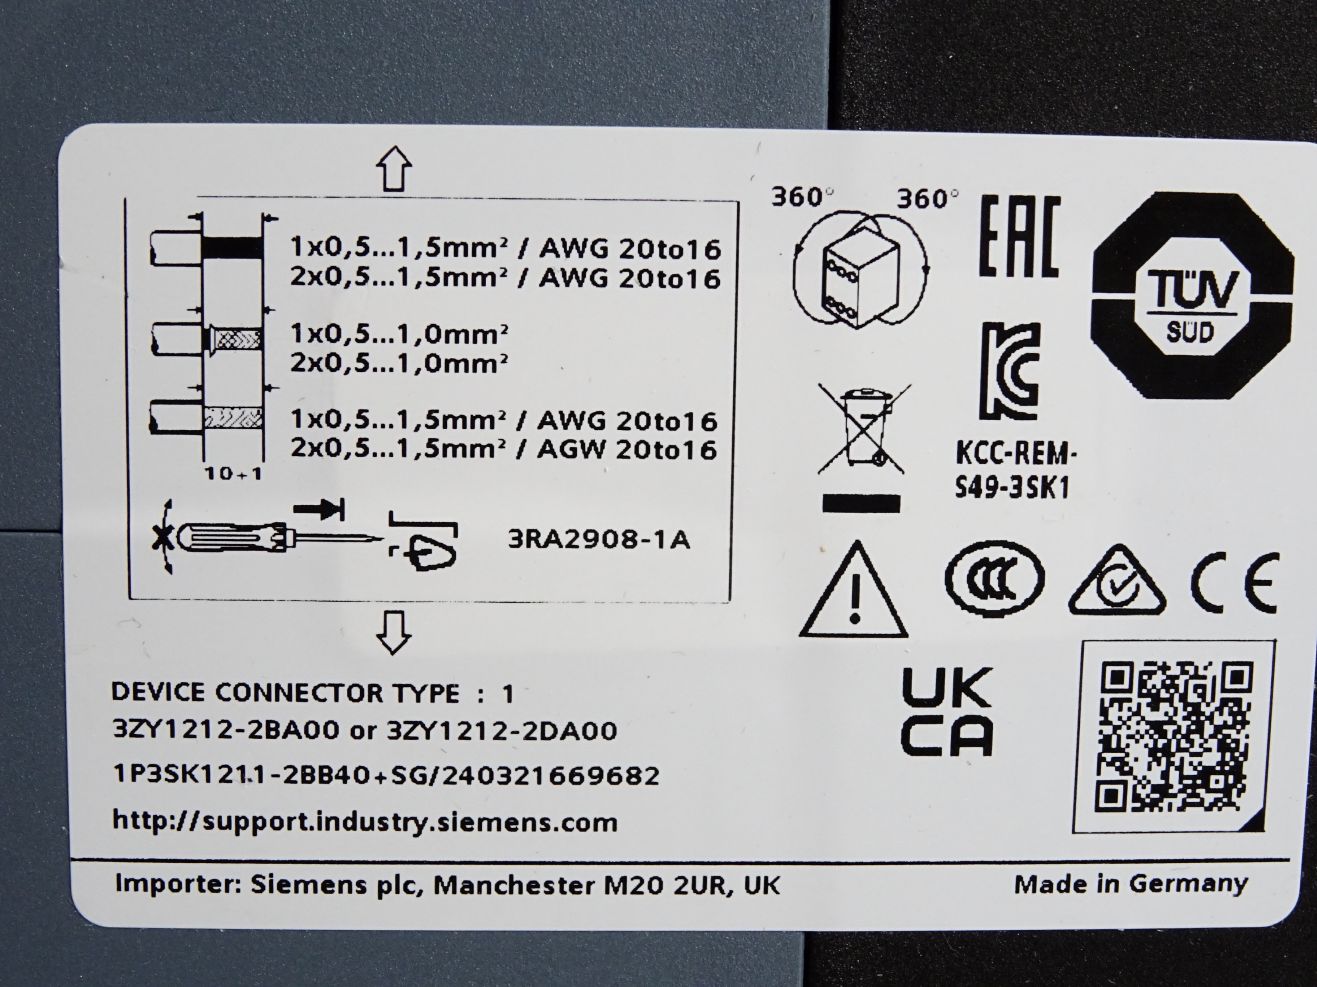 1x0,5...1,5mm² / AWG 20to16
2x0,5...1,5mm² / AWG 20to16
1x0,5...1,0mm²
2x0,5...1,0mm²
1x0,5...1,5mm² / AWG 20to16
2x0,5...1,5mm² / AGW 20to16
10+1
3RA2908-1A
360° 360°
EAC
TÜV
SÜD
KC
KCC-REM-
S49-3SK1
!
CCC
CE
UK
CA
DEVICE CONNECTOR TYPE : 1
3ZY1212-2BA00 or 3ZY1212-2DA00
1P3SK1211-2BB40+SG/240321669682
http://support.industry.siemens.com
Importer: Siemens plc, Manchester M20 2UR, UK
Made in Germany